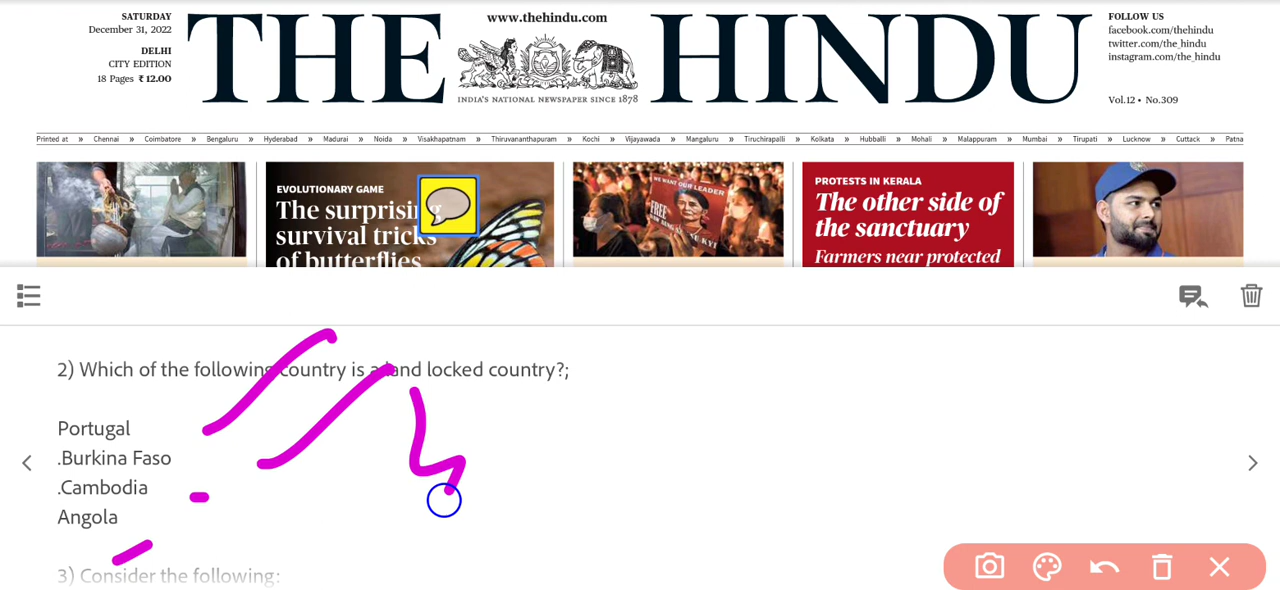 SATURDAY
December 31, 2022
DELHI
CITY EDITION
18 Pages ₹ 12.00
THE HINDU
www.thehindu.com
INDIA'S NATIONAL NEWSPAPER SINCE 1878
FOLLOW US
facebook.com/thehindu
twitter.com/the_hindu
instagram.com/the_hindu
Vol.12 • No.309
Printed at » Chennai » Coimbatore » Bengaluru » Hyderabad » Madurai » Noida » Visakhapatnam » Thiruvananthapuram » Kochi » Vijayawada » Mangaluru » Tiruchirapalli » Kolkata » Hubballi » Mohali » Malappuram » Mumbai » Tirupati » Lucknow » Cuttack » Patna
EVOLUTIONARY GAME
The surprising
survival tricks
of butterflies
WE WANT OUR LEADER
FREE
PROTESTS IN KERALA
The other side of
the sanctuary
Farmers near protected
2) Which of the following country is a land locked country?;
Portugal
.Burkina Faso
.Cambodia
Angola
3) Consider the following: